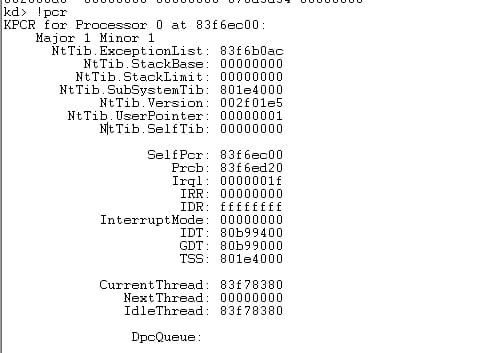 kd> !pcr
KPCR for Processor 0 at 83f6ec00:
Major 1 Minor 1
NtTib.ExceptionList: 83f6b0ac
NtTib.StackBase: 00000000
NtTib.StackLimit: 00000000
NtTib.SubSystemTib: 801e4000
NtTib.Version: 002f01e5
NtTib.UserPointer: 00000001
NtTib.SelfTib: 00000000
SelfPcr: 83f6ec00
Prcb: 83f6ed20
Irql: 0000001f
IRR: 00000000
IDR: ffffffff
InterruptMode: 00000000
IDT: 80b99400
GDT: 80b99000
TSS: 801e4000
CurrentThread: 83f78380
NextThread: 00000000
IdleThread: 83f78380
DpcQueue: